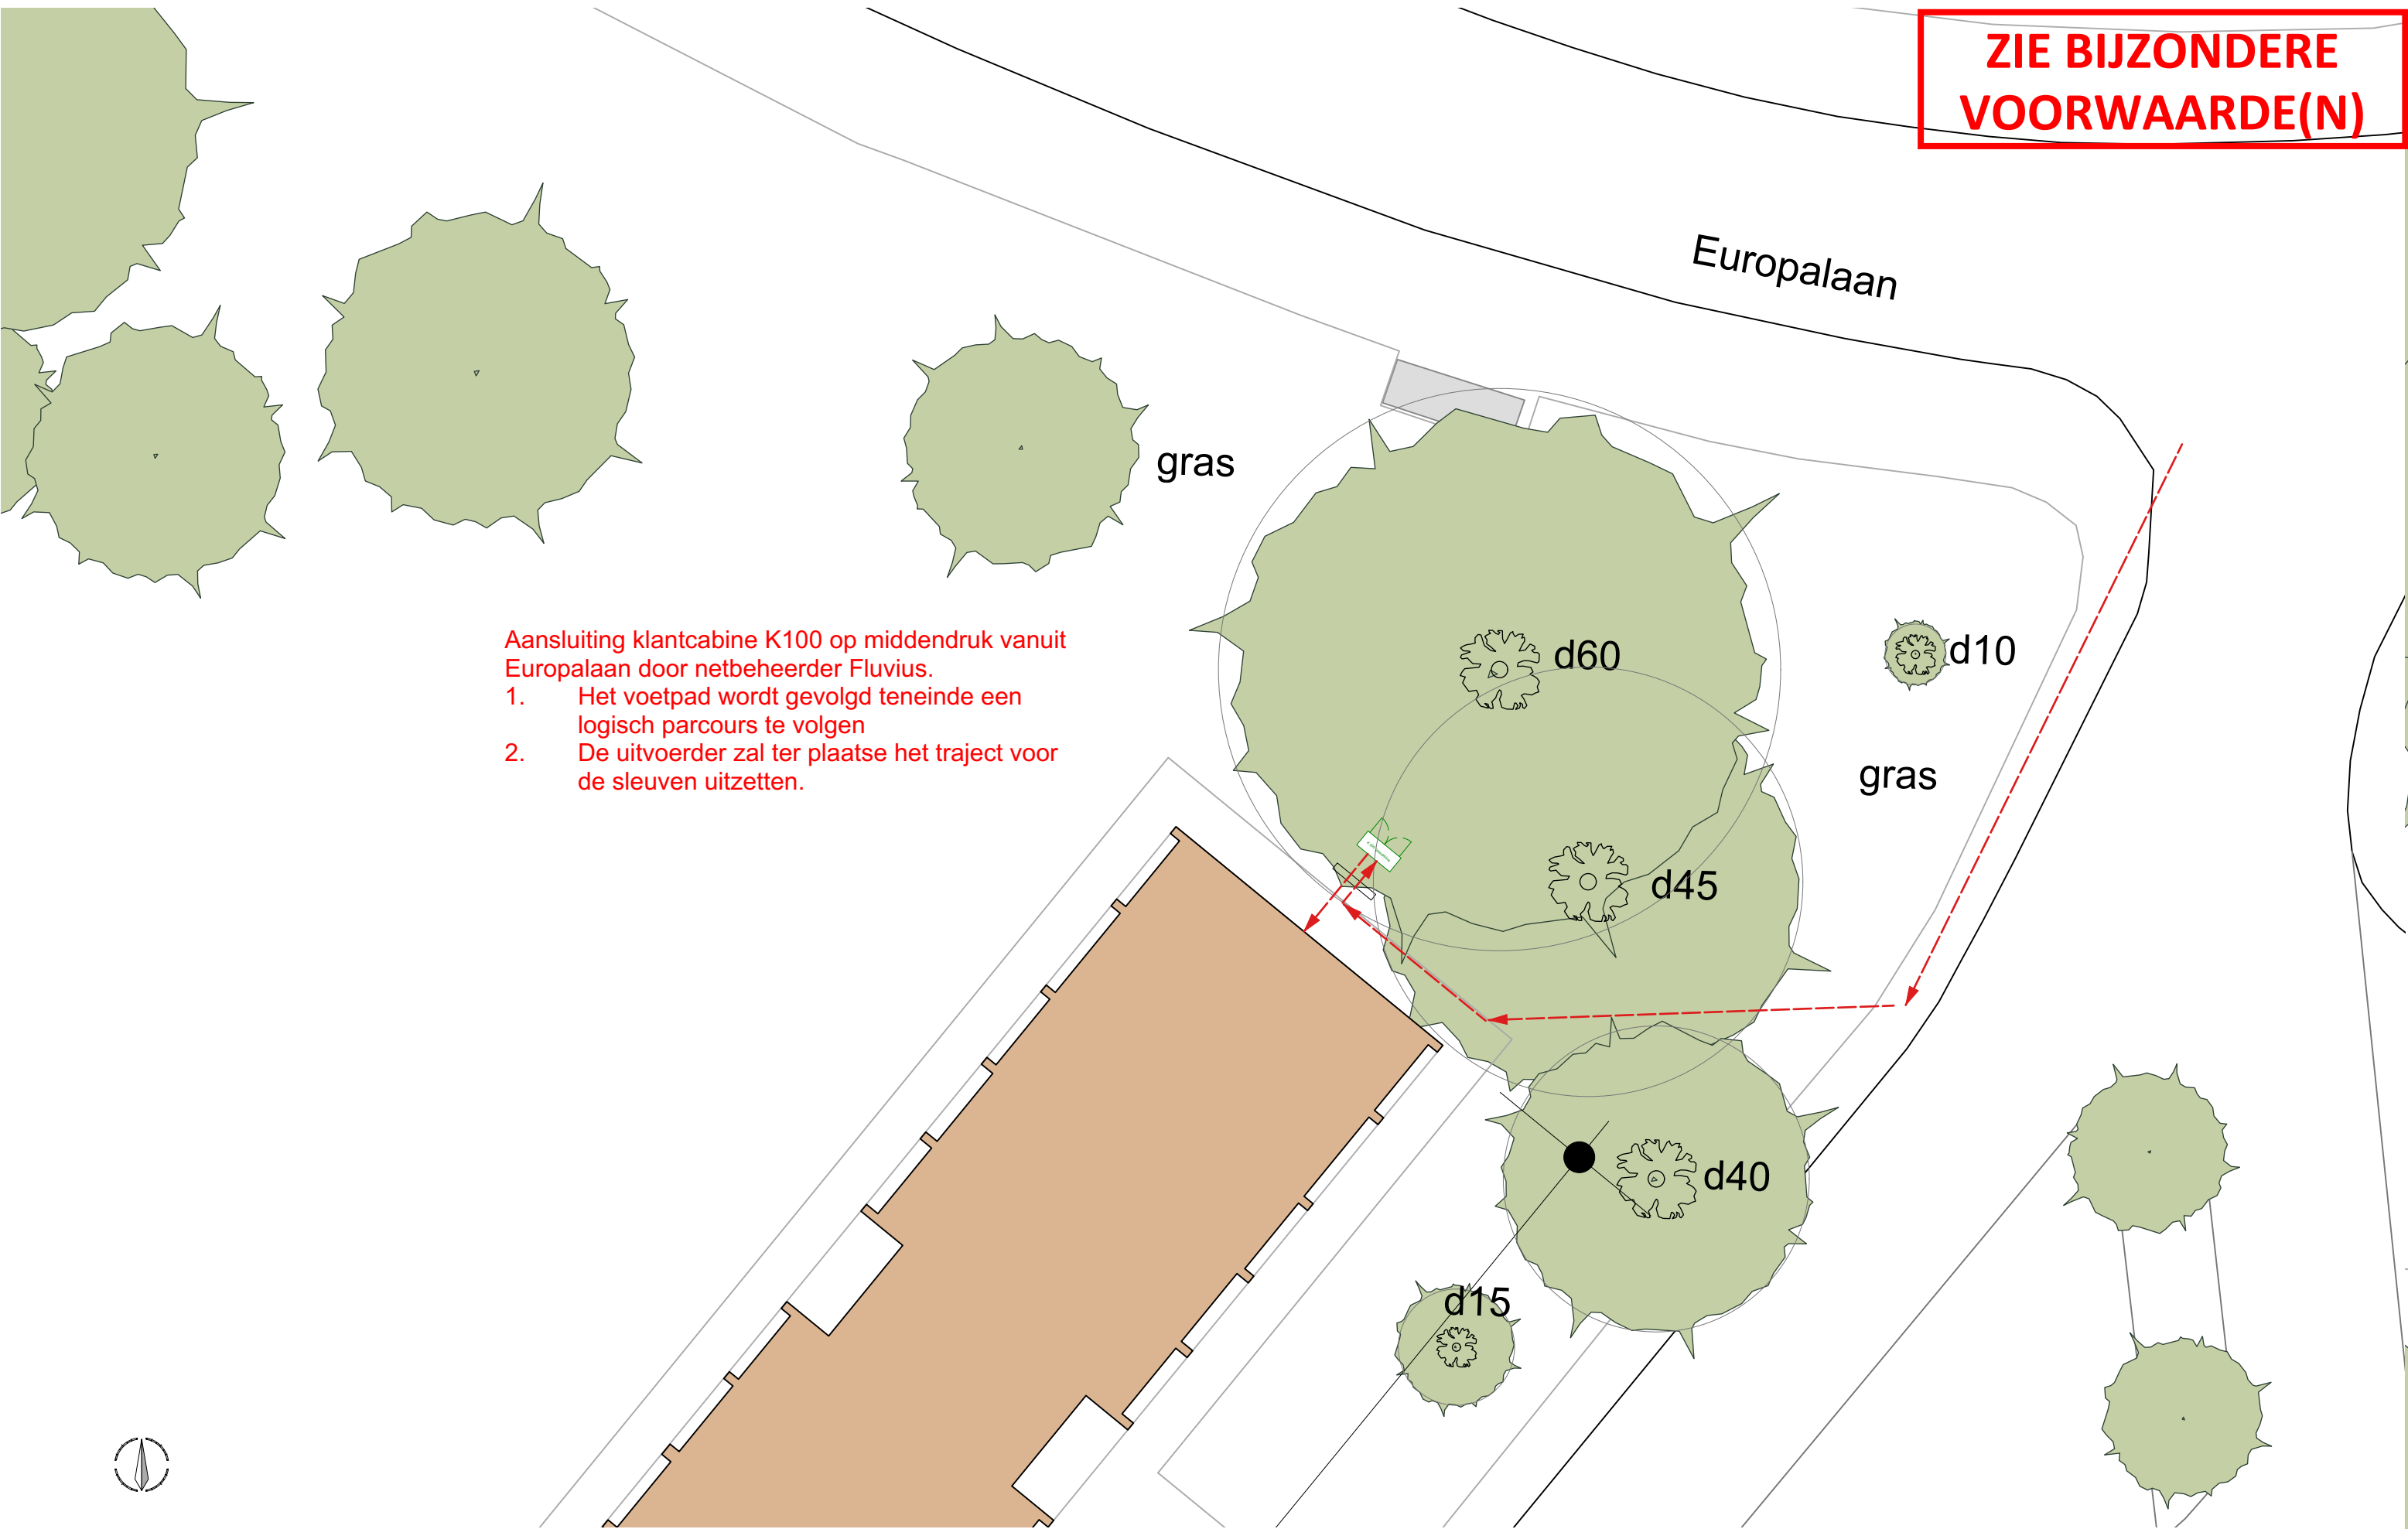 ZIE BIJZONDERE
VOORWAARDE(N)
Europalaan
gras
Aansluiting klantcabine K100 op middendruk vanuit
Europalaan door netbeheerder Fluvius.
1. Het voetpad wordt gevolgd teneinde een
logisch parcours te volgen
2. De uitvoerder zal ter plaatse het traject voor
de sleuven uitzetten.
d60
d10
gras
d45
d40
d15